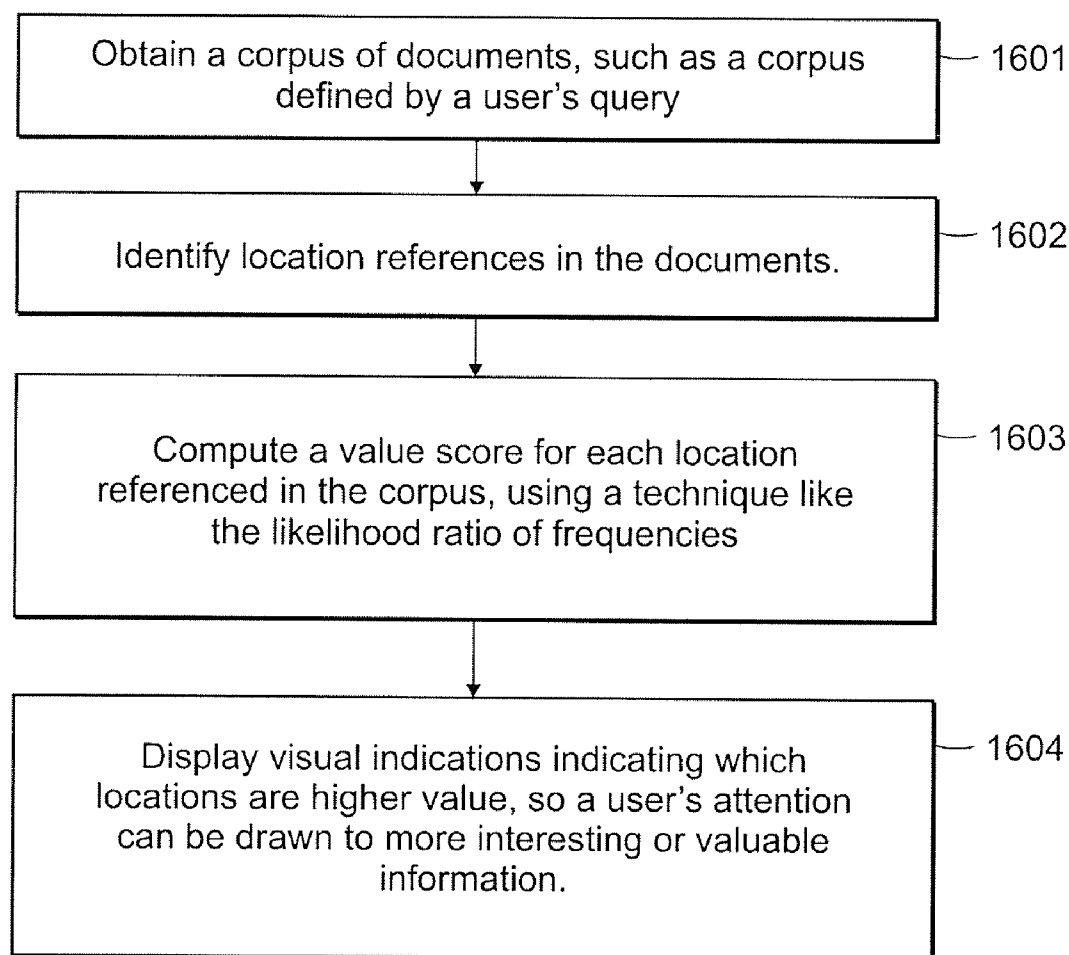 Obtain a corpus of documents, such as a corpus
defined by a user's query
1601
Identify location references in the documents.
1602
Compute a value score for each location
referenced in the corpus, using a technique like
the likelihood ratio of frequencies
1603
Display visual indications indicating which
locations are higher value, so a user's attention
can be drawn to more interesting or valuable
information.
1604